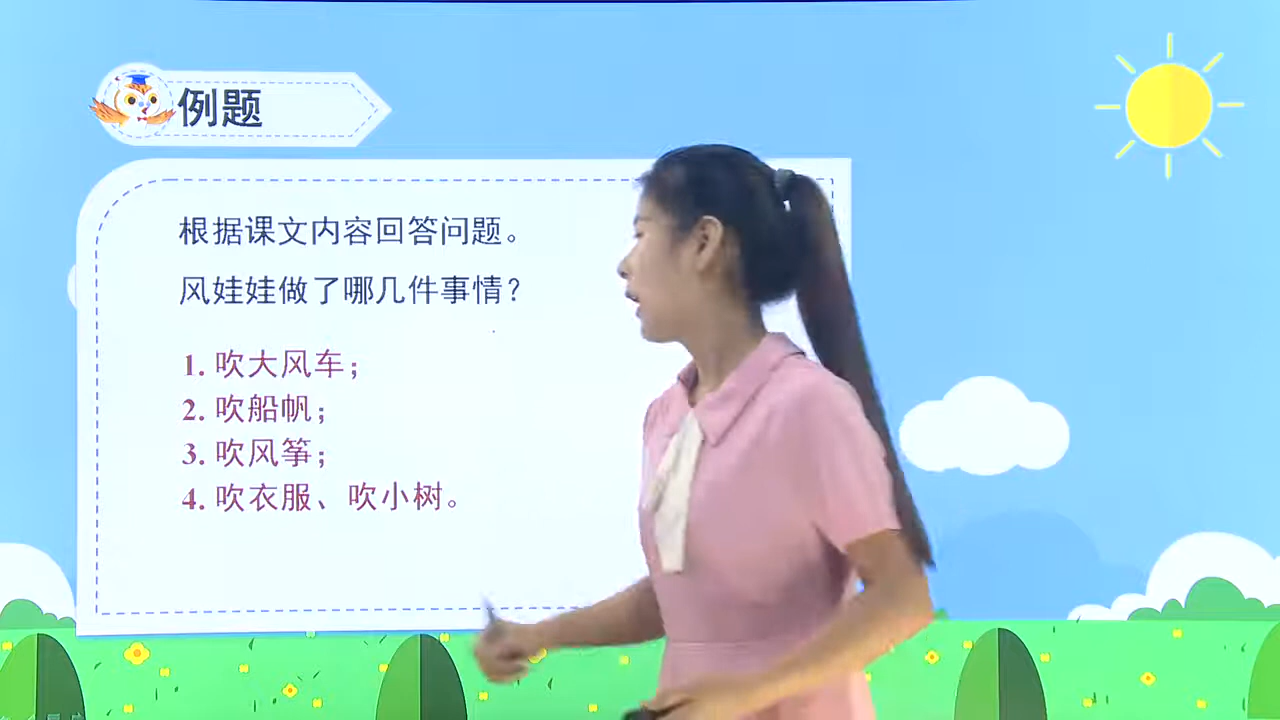 例题
根据课文内容回答问题。
风娃娃做了哪几件事情？
1. 吹大风车；
2. 吹船帆；
3. 吹风筝；
4. 吹衣服、吹小树。